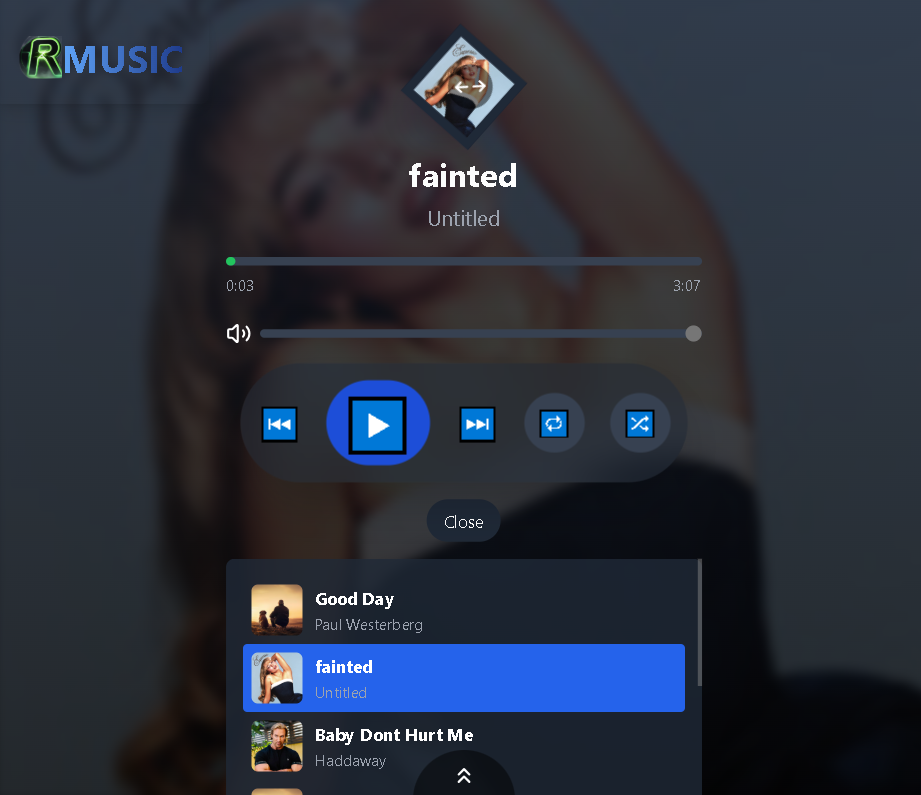 RMUSIC
fainted
Untitled
0:03
3:07
Close
Good Day
Paul Westerberg
fainted
Untitled
Baby Dont Hurt Me
Haddaway